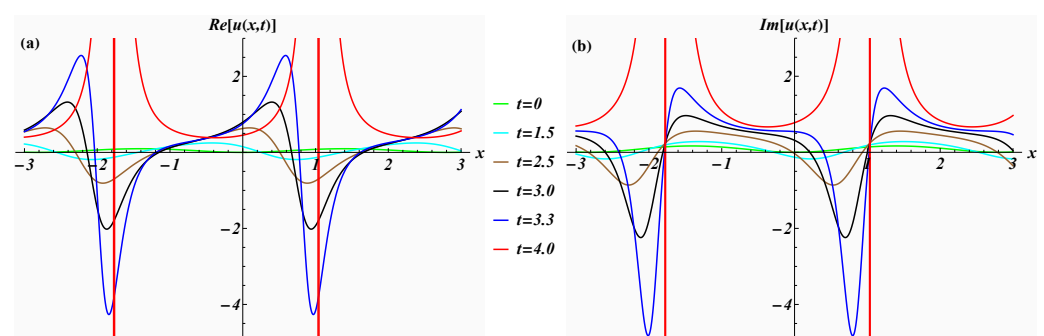 Re[u(x,t)]
(a)
2
-3 -2 -1 1 2 3 x
-2
-4
t=0
t=1.5
t=2.5
t=3.0
t=3.3
t=4.0
Im[u(x,t)]
(b)
2
-3 -2 -1 1 2 3 x
-2
-4